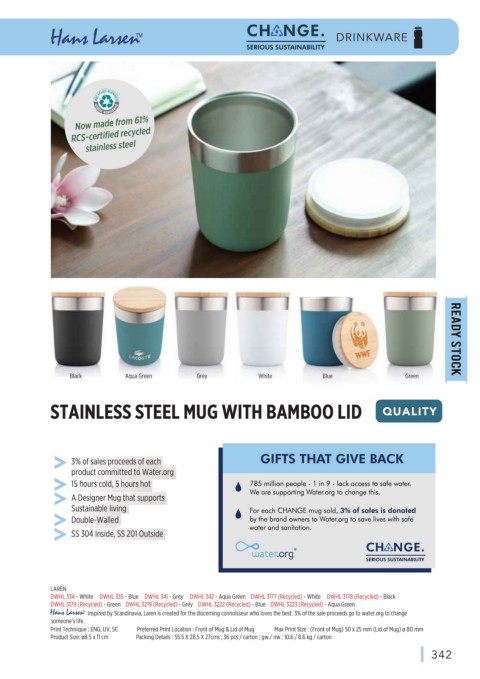 Hans Larsen™
CHANGE.
SERIOUS SUSTAINABILITY
DRINKWARE
Now made from 61%
RCS-certified recycled
stainless steel
WWF
Black
Aqua Green
Grey
White
Blue
Green
READY STOCK
STAINLESS STEEL MUG WITH BAMBOO LID
QUALITY
3% of sales proceeds of each
product committed to Water.org
15 hours cold, 5 hours hot
A Designer Mug that supports
Sustainable living
Double-Walled
SS 304 Inside, SS 201 Outside
GIFTS THAT GIVE BACK
785 million people - 1 in 9 - lack access to safe water.
We are supporting Water.org to change this.
For each CHANGE mug sold, 3% of sales is donated
by the brand owners to Water.org to save lives with safe
water and sanitation.
water.org®
CHANGE.
SERIOUS SUSTAINABILITY
LAREN
DWHL 334 - White DWHL 335 - Blue DWHL 341 - Grey DWHL 342 - Aqua Green DWHL 3177 (Recycled) - White DWHL 3178 (Recycled) - Black
DWHL 3179 (Recycled) - Green DWHL 3219 (Recycled) - Grey DWHL 3222 (Recycled) - Blue DWHL 3223 (Recycled) - Aqua Green
Hans Larsen™ Inspired by Scandinavia, Laren is created for the discerning connoisseur who loves the best. 3% of the sale proceeds go to water.org to change
someone's life.
Print Technique : ENG, UV, SC Preferred Print Location : Front of Mug & Lid of Mug Max Print Size : (Front of Mug) 50 x 25 mm (Lid of Mug) ø 80 mm
Product Size: ø8.5 x 11 cm Packing Details : 55.5 X 28.5 X 27cms ; 36 pcs / carton ; gw / nw : 10.6 / 8.6 kg / carton
342